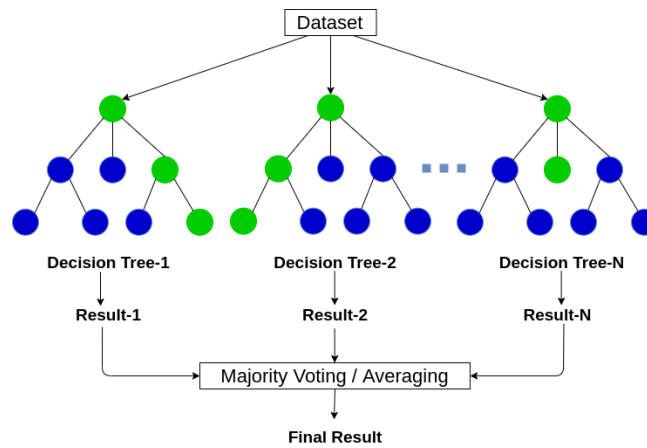 Dataset
Decision Tree-1
Decision Tree-2
Decision Tree-N
Result-1
Result-2
Result-N
Majority Voting / Averaging
Final Result